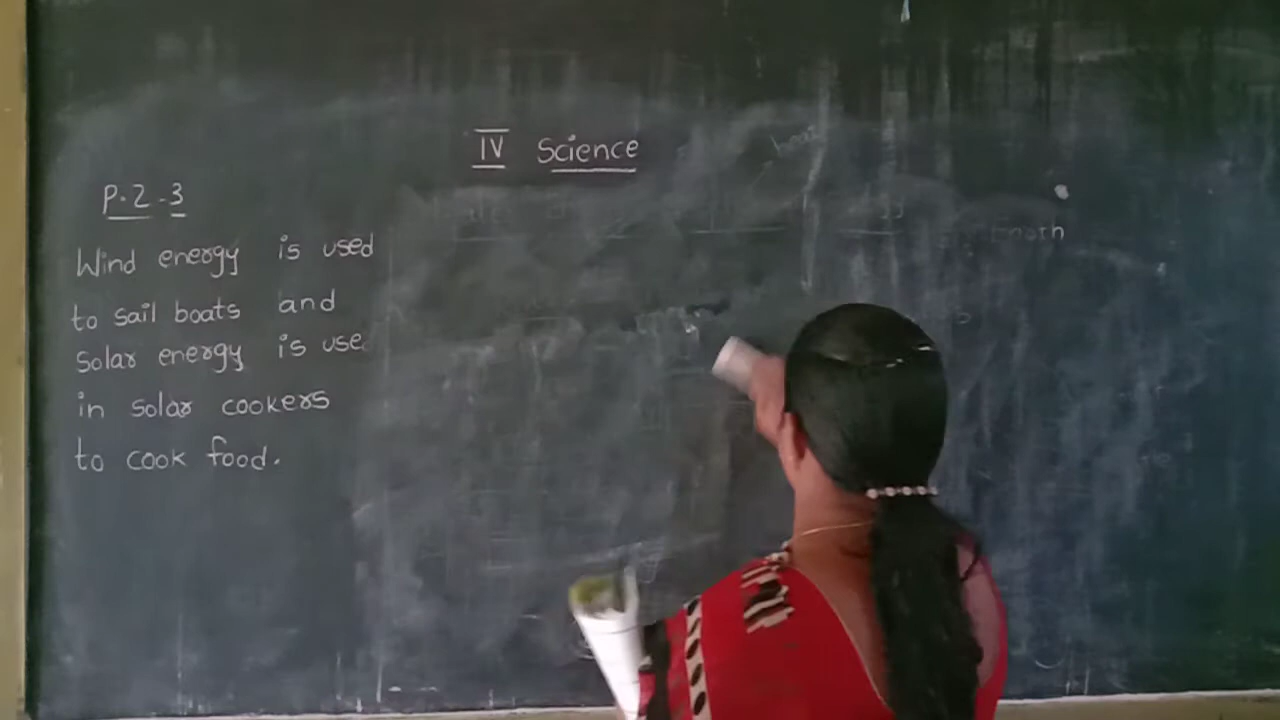 IV Science
P.2-3
Wind energy is used
to sail boats and
Solar energy is use
in solar cookers
to cook food.